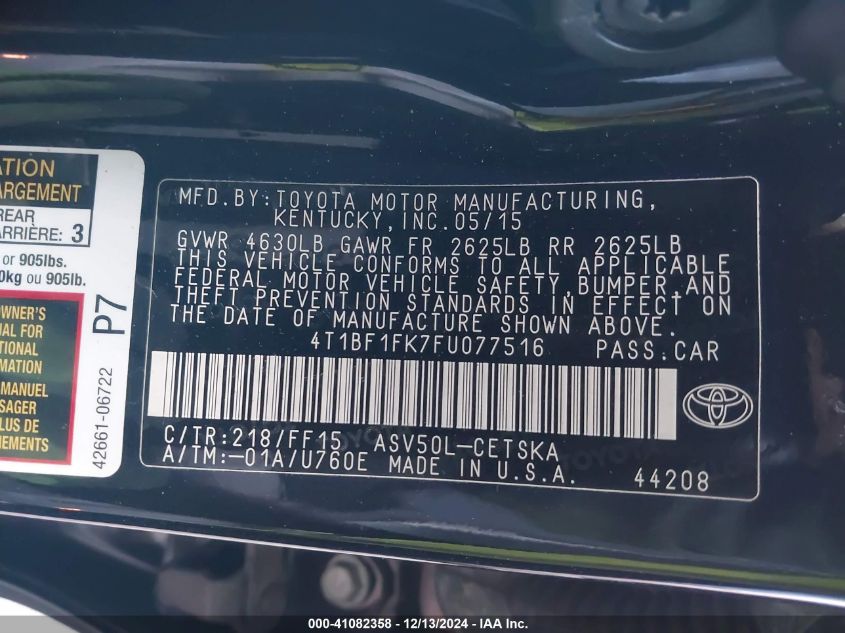 ATION
ARGEMENT
REAR
ARRIÈRE: 3
or 905lbs.
0kg ou 905lb.
OWNER'S
UAL FOR
TIONAL
RMATION
MANUEL
SAGER
LUS DE
NEMENTS
P7
42661-06722
MFD.BY:TOYOTA MOTOR MANUFACTURING,
KENTUCKY,INC.05/15
GVWR 4630LB GAWR FR 2625LB RR 2625LB
THIS VEHICLE CONFORMS TO ALL APPLICABLE
FEDERAL MOTOR VEHICLE SAFETY,BUMPER,AND
THEFT PREVENTION STANDARDS IN EFFECT ON
THE DATE OF MANUFACTURE SHOWN ABOVE.
4T1BF1FK7FU077516 PASS.CAR
C/TR:218/FF15 ASV50L-CETSKA
A/TM:-01A/U760E MADE IN U.S.A.
44208
000-41082358 - 12/13/2024 - IAA Inc.